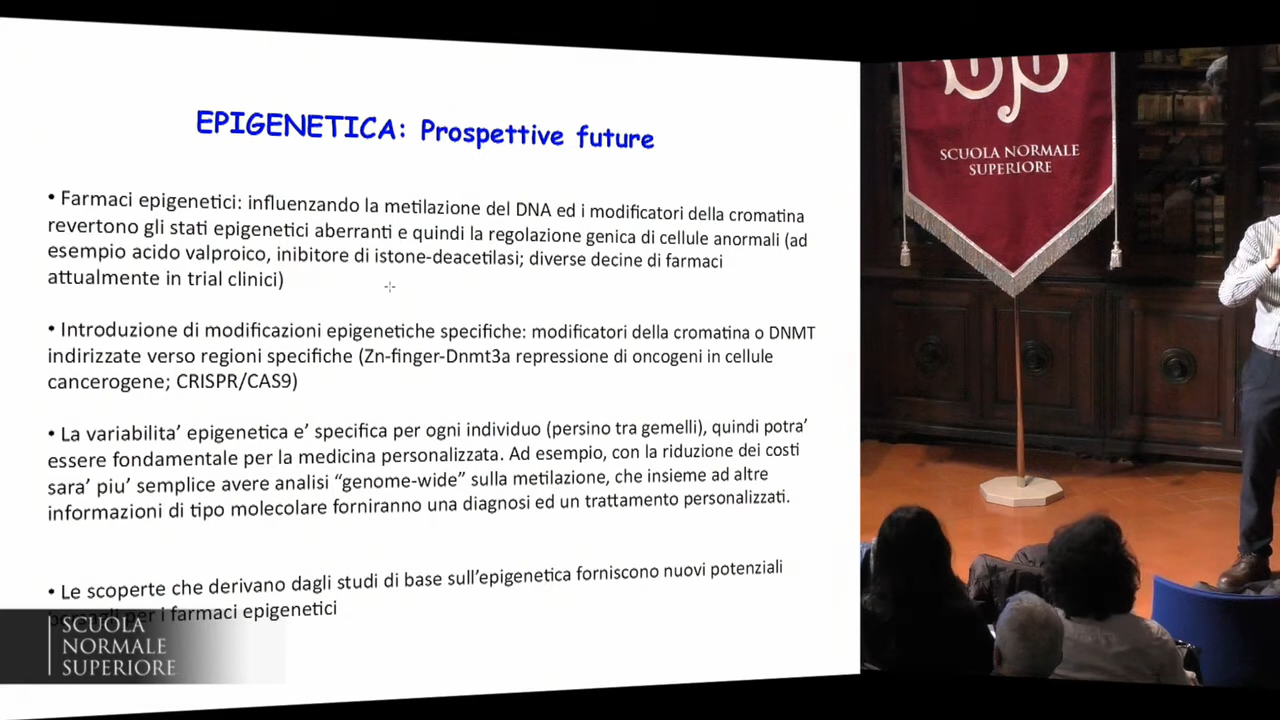 EPIGENETICA: Prospettive future
• Farmaci epigenetici: influenzando la metilazione del DNA ed i modificatori della cromatina
revertono gli stati epigenetici aberranti e quindi la regolazione genica di cellule anormali (ad
esempio acido valproico, inibitore di istone-deacetilasi; diverse decine di farmaci
attualmente in trial clinici)
• Introduzione di modificazioni epigenetiche specifiche: modificatori della cromatina o DNMT
indirizzate verso regioni specifiche (Zn-finger-Dnmt3a repressione di oncogeni in cellule
cancerogene; CRISPR/CAS9)
• La variabilita’ epigenetica e’ specifica per ogni individuo (persino tra gemelli), quindi potra’
essere fondamentale per la medicina personalizzata. Ad esempio, con la riduzione dei costi
sara’ piu’ semplice avere analisi “genome-wide” sulla metilazione, che insieme ad altre
informazioni di tipo molecolare forniranno una diagnosi ed un trattamento personalizzati.
• Le scoperte che derivano dagli studi di base sull’epigenetica forniscono nuovi potenziali
per i farmaci epigenetici
SCUOLA
NORMALE
SUPERIORE
SCUOLA NORMALE
SUPERIORE